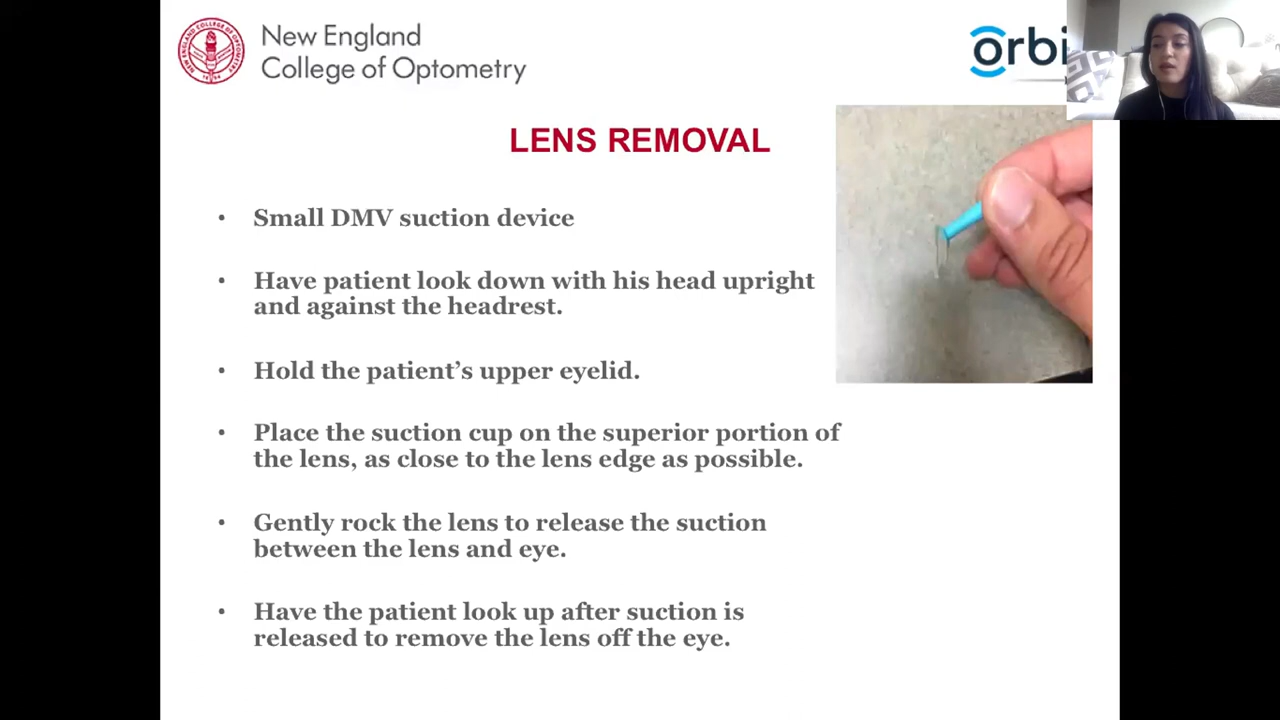 New England
College of Optometry
LENS REMOVAL
• Small DMV suction device
• Have patient look down with his head upright
and against the headrest.
• Hold the patient’s upper eyelid.
• Place the suction cup on the superior portion of
the lens, as close to the lens edge as possible.
• Gently rock the lens to release the suction
between the lens and eye.
• Have the patient look up after suction is
released to remove the lens off the eye.